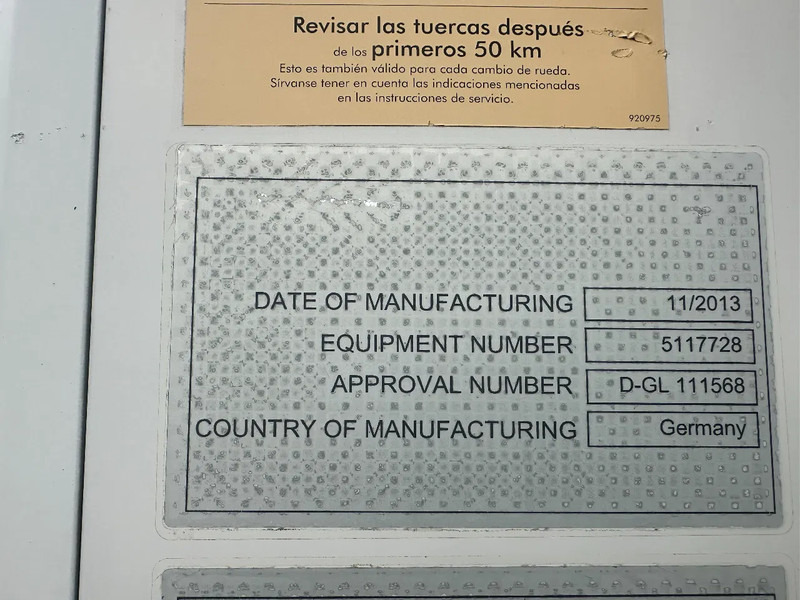 Revisar las tuercas después
de los primeros 50 km
Esto es también válido para cada cambio de rueda.
Sírvanse tener en cuenta las indicaciones mencionadas
en las instrucciones de servicio.
920975
DATE OF MANUFACTURING 11/2013
EQUIPMENT NUMBER 5117728
APPROVAL NUMBER D-GL 111568
COUNTRY OF MANUFACTURING Germany